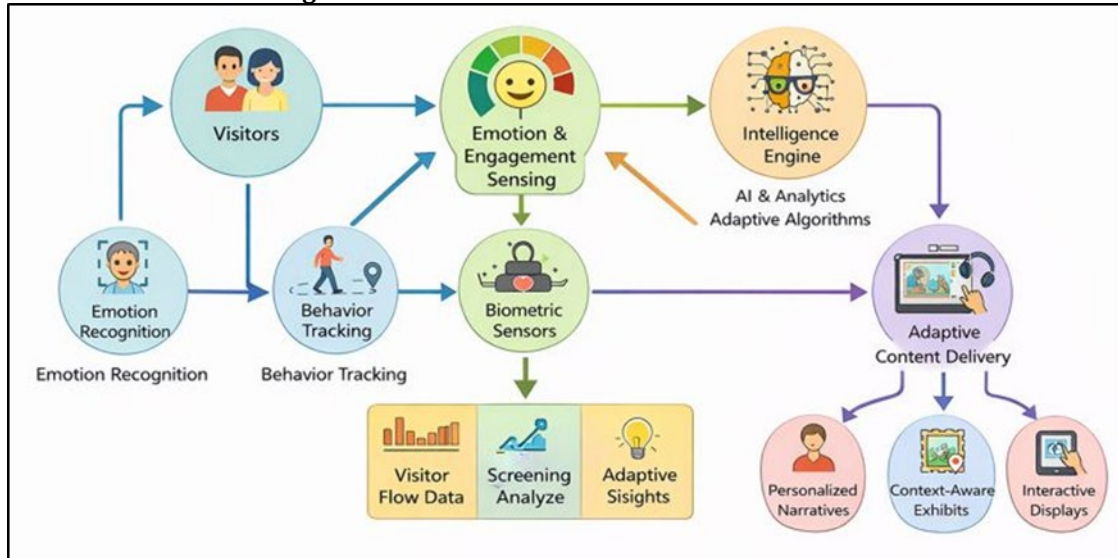 Visitors
Emotion &
Engagement
Sensing
Intelligence
Engine
AI & Analytics
Adaptive Algorithms
Emotion
Recognition
Emotion Recognition
Behavior
Tracking
Behavior Tracking
Biometric
Sensors
Adaptive
Content Delivery
Visitor
Flow Data
Screening
Analyze
Adaptive
Sisights
Personalized
Narratives
Context-Aware
Exhibits
Interactive
Displays